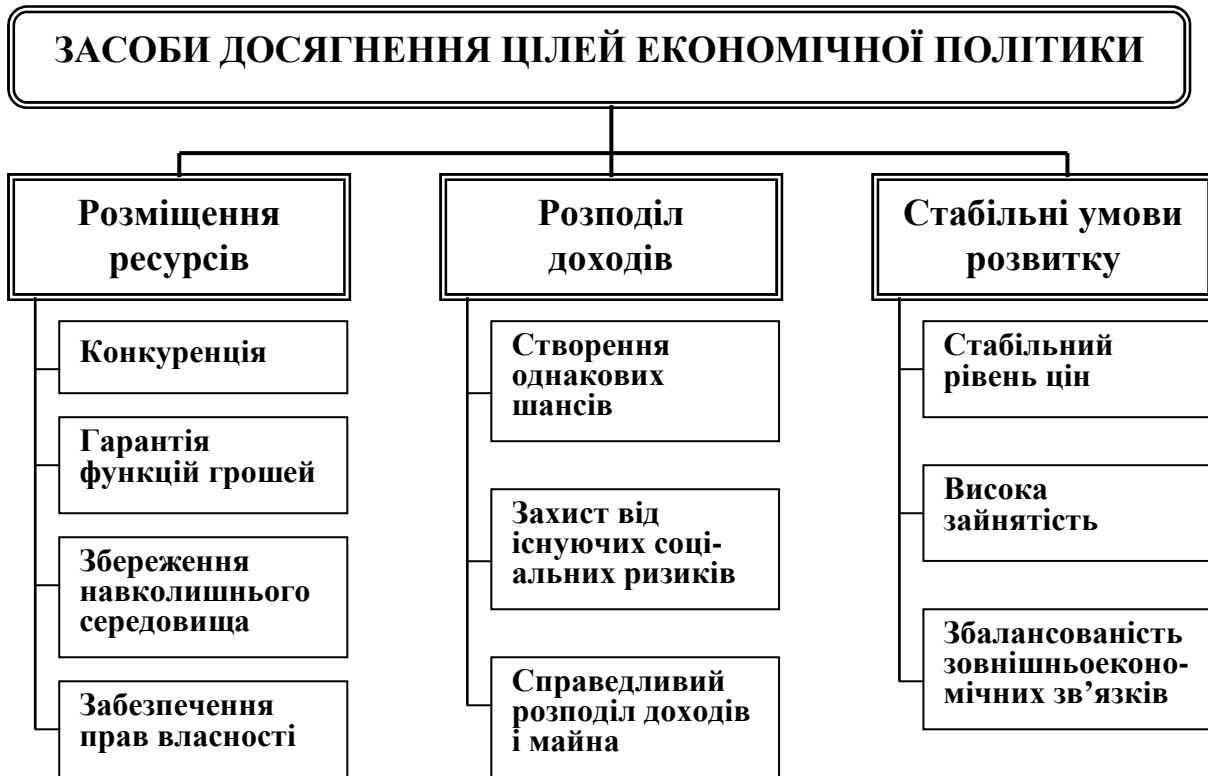 ЗАСОБИ ДОСЯГНЕННЯ ЦІЛЕЙ ЕКОНОМІЧНОЇ ПОЛІТИКИ
Розміщення
ресурсів
Конкуренція
Гарантія
функцій грошей
Збереження
навколишнього
середовища
Забезпечення
прав власності
Розподіл
доходів
Створення
однакових
шансів
Захист від
існуючих соці-
альних ризиків
Справедливий
розподіл доходів
і майна
Стабільні умови
розвитку
Стабільний
рівень цін
Висока
зайнятість
Збалансованість
зовнішньоеконо-
мічних зв’язків